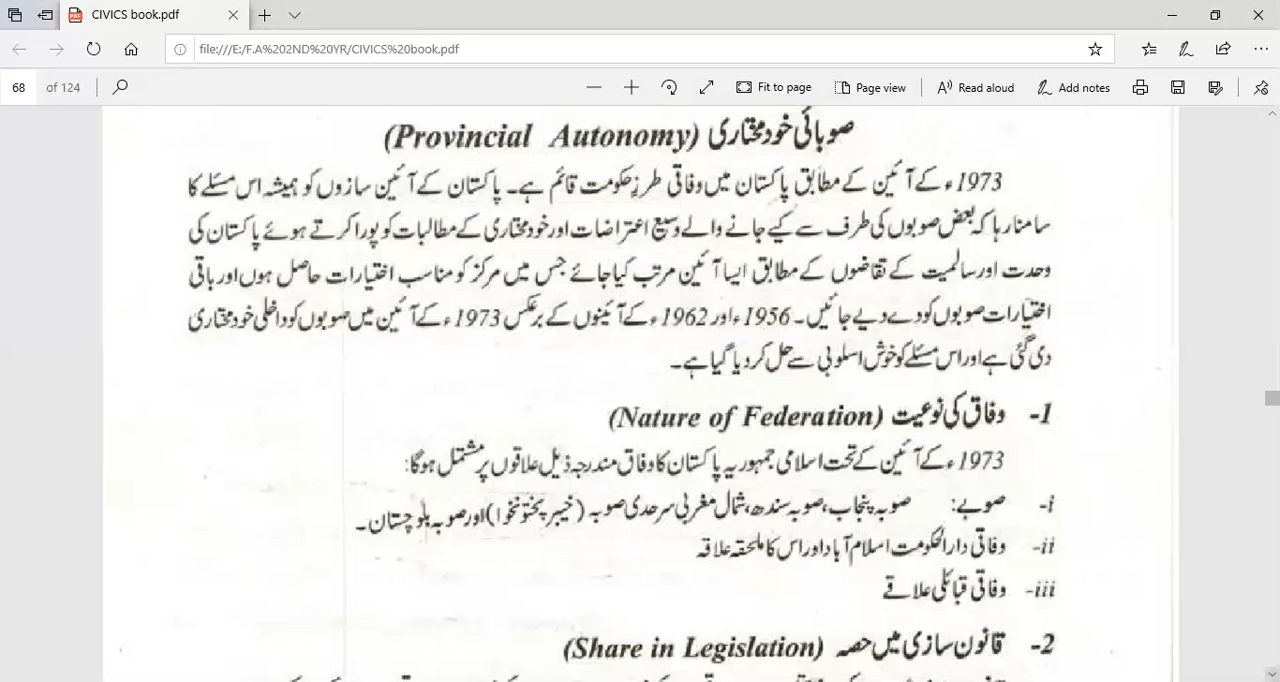 CIVICS book.pdf
file:///E:/F.A%202ND%20YR/CIVICS%20book.pdf
68 of 124
Fit to page
Page view
Read aloud
Add notes
صوبائی خود مختاری (Provincial Autonomy)
1973ء کے آئین کے مطابق پاکستان میں وفاقی طرزِ حکومت قائم ہے۔ پاکستان کے آئین سازوں کو ہمیشہ اس مسئلے کا
سامنا رہا کہ بعض صوبوں کی طرف سے کیے جانے والے وسیع اعتراضات اور خود مختاری کے مطالبات کو پورا کرتے ہوئے پاکستان کی
وحدت اور سالمیت کے تقاضوں کے مطابق ایسا آئین مرتب کیا جائے جس میں مرکز کو مناسب اختیارات حاصل ہوں اور باقی
اختیارات صوبوں کو دے دیے جائیں۔ 1956ء اور 1962ء کے آئینوں کے برعکس 1973ء کے آئین میں صوبوں کو داخلی خود مختاری
دی گئی ہے اور اس مسئلے کو خوش اسلوبی سے حل کر دیا گیا ہے۔
1- وفاق کی نوعیت (Nature of Federation)
1973ء کے آئین کے تحت اسلامی جمہوریہ پاکستان کا وفاق مندرجہ ذیل علاقوں پر مشتمل ہوگا:
i- صوبے: صوبہ پنجاب، صوبہ سندھ، شمال مغربی سرحدی صوبہ (خیبر پختونخوا) اور صوبہ بلوچستان۔
ii- وفاقی دارالحکومت اسلام آباد اور اس کا ملحقہ علاقہ
iii- وفاقی قبائلی علاقے
2- قانون سازی میں حصہ (Share in Legislation)